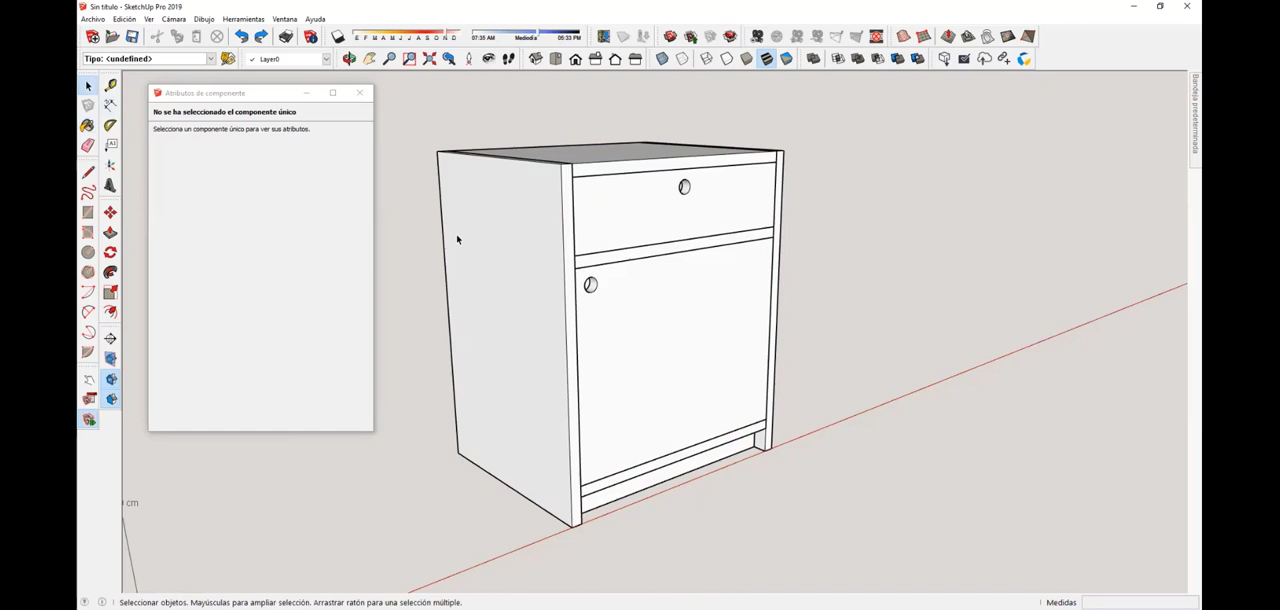 Sin título - SketchUp Pro 2019
Archivo Edición Ver Cámara Dibujo Herramientas Ventana Ayuda
E F M A M J J A S O N D 07:35 AM Mediodía 05:33 PM
Tipo: <undefined> ✓ Layer0
Atributos de componente
No se ha seleccionado el componente único
Selecciona un componente único para ver sus atributos.
Bandeja predeterminada
A1
cm
Seleccionar objetos. Mayúsculas para ampliar selección. Arrastrar ratón para una selección múltiple.
Medidas